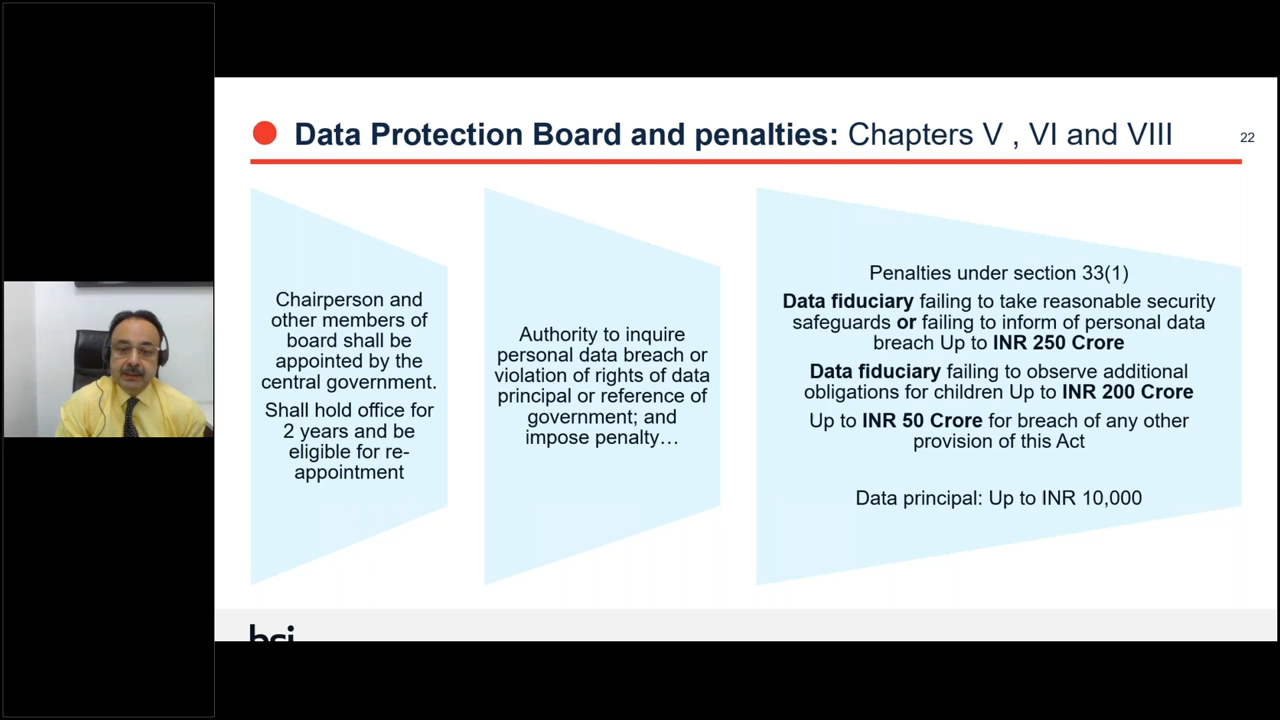 Data Protection Board and penalties: Chapters V , VI and VIII
22
Chairperson and
other members of
board shall be
appointed by the
central government.
Shall hold office for
2 years and be
eligible for re-
appointment
Authority to inquire
personal data breach or
violation of rights of data
principal or reference of
government; and
impose penalty…
Penalties under section 33(1)
Data fiduciary failing to take reasonable security
safeguards or failing to inform of personal data
breach Up to INR 250 Crore
Data fiduciary failing to observe additional
obligations for children Up to INR 200 Crore
Up to INR 50 Crore for breach of any other
provision of this Act
Data principal: Up to INR 10,000
bsi